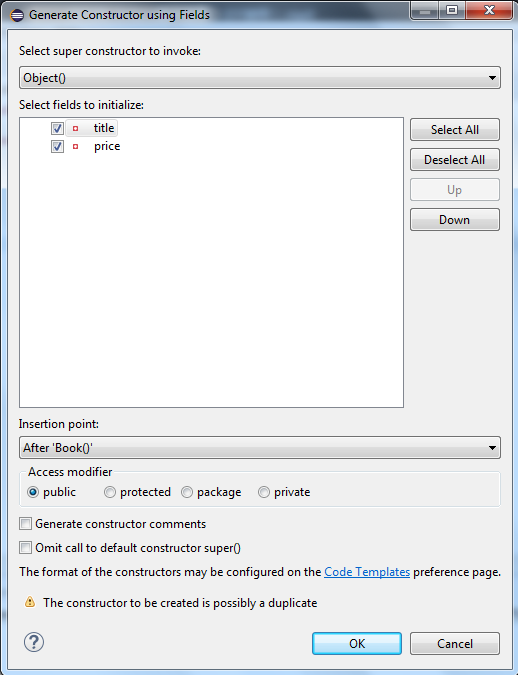 Generate Constructor using Fields
Select super constructor to invoke:
Object()
Select fields to initialize:
title
price
Select All
Deselect All
Up
Down
Insertion point:
After 'Book()'
Access modifier
public protected package private
Generate constructor comments
Omit call to default constructor super()
The format of the constructors may be configured on the Code Templates preference page.
The constructor to be created is possibly a duplicate
?
OK Cancel